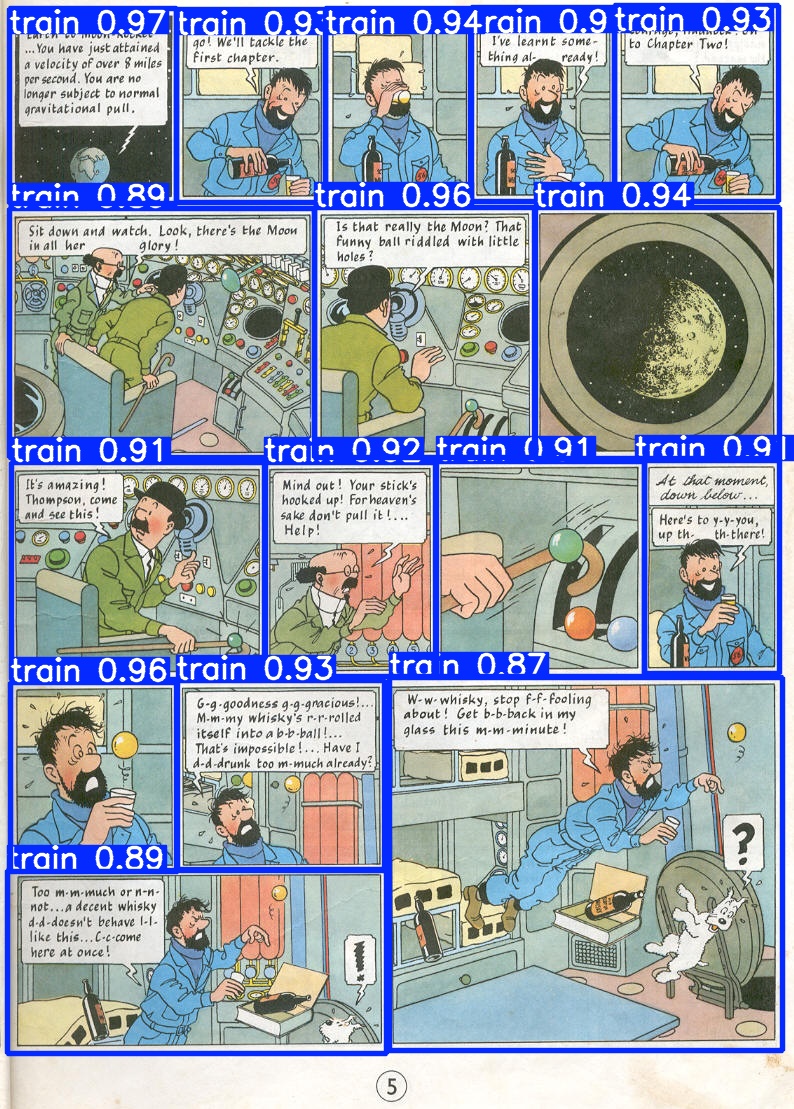 train 0.97
train 0.9
train 0.94
train 0.9
train 0.93
...You have just attained
a velocity of over 8 miles
per second. You are no
longer subject to normal
gravitational pull.
go! We'll tackle the
first chapter.
I've learnt some-
thing al- ready!
to Chapter Two!
train 0.89
train 0.96
train 0.94
Sit down and watch. Look, there's the Moon
in all her glory!
Is that really the Moon? That
funny ball riddled with little
holes?
train 0.91
train 0.92
train 0.91
train 0.9
It's amazing!
Thompson, come
and see this!
Mind out! Your stick's
hooked up! For heaven's
sake don't pull it!...
Help!
1 2 3 4 5
At that moment,
down below...
Here's to y-y-you,
up th- th-there!
train 0.96
train 0.93
train 0.87
G-g-goodness g-g-gracious!...
M-m-my whisky's r-r-rolled
itself into a b-b-ball!...
That's impossible!... Have I
d-d-drunk too m-much already?
W-w-whisky, stop f-f-fooling
about! Get b-b-back in my
glass this m-m-minute!
?
train 0.89
Too m-m-much or n-n-
not...a decent whisky
d-d-doesn't behave l-l-
like this...C-c-come
here at once!
!
5